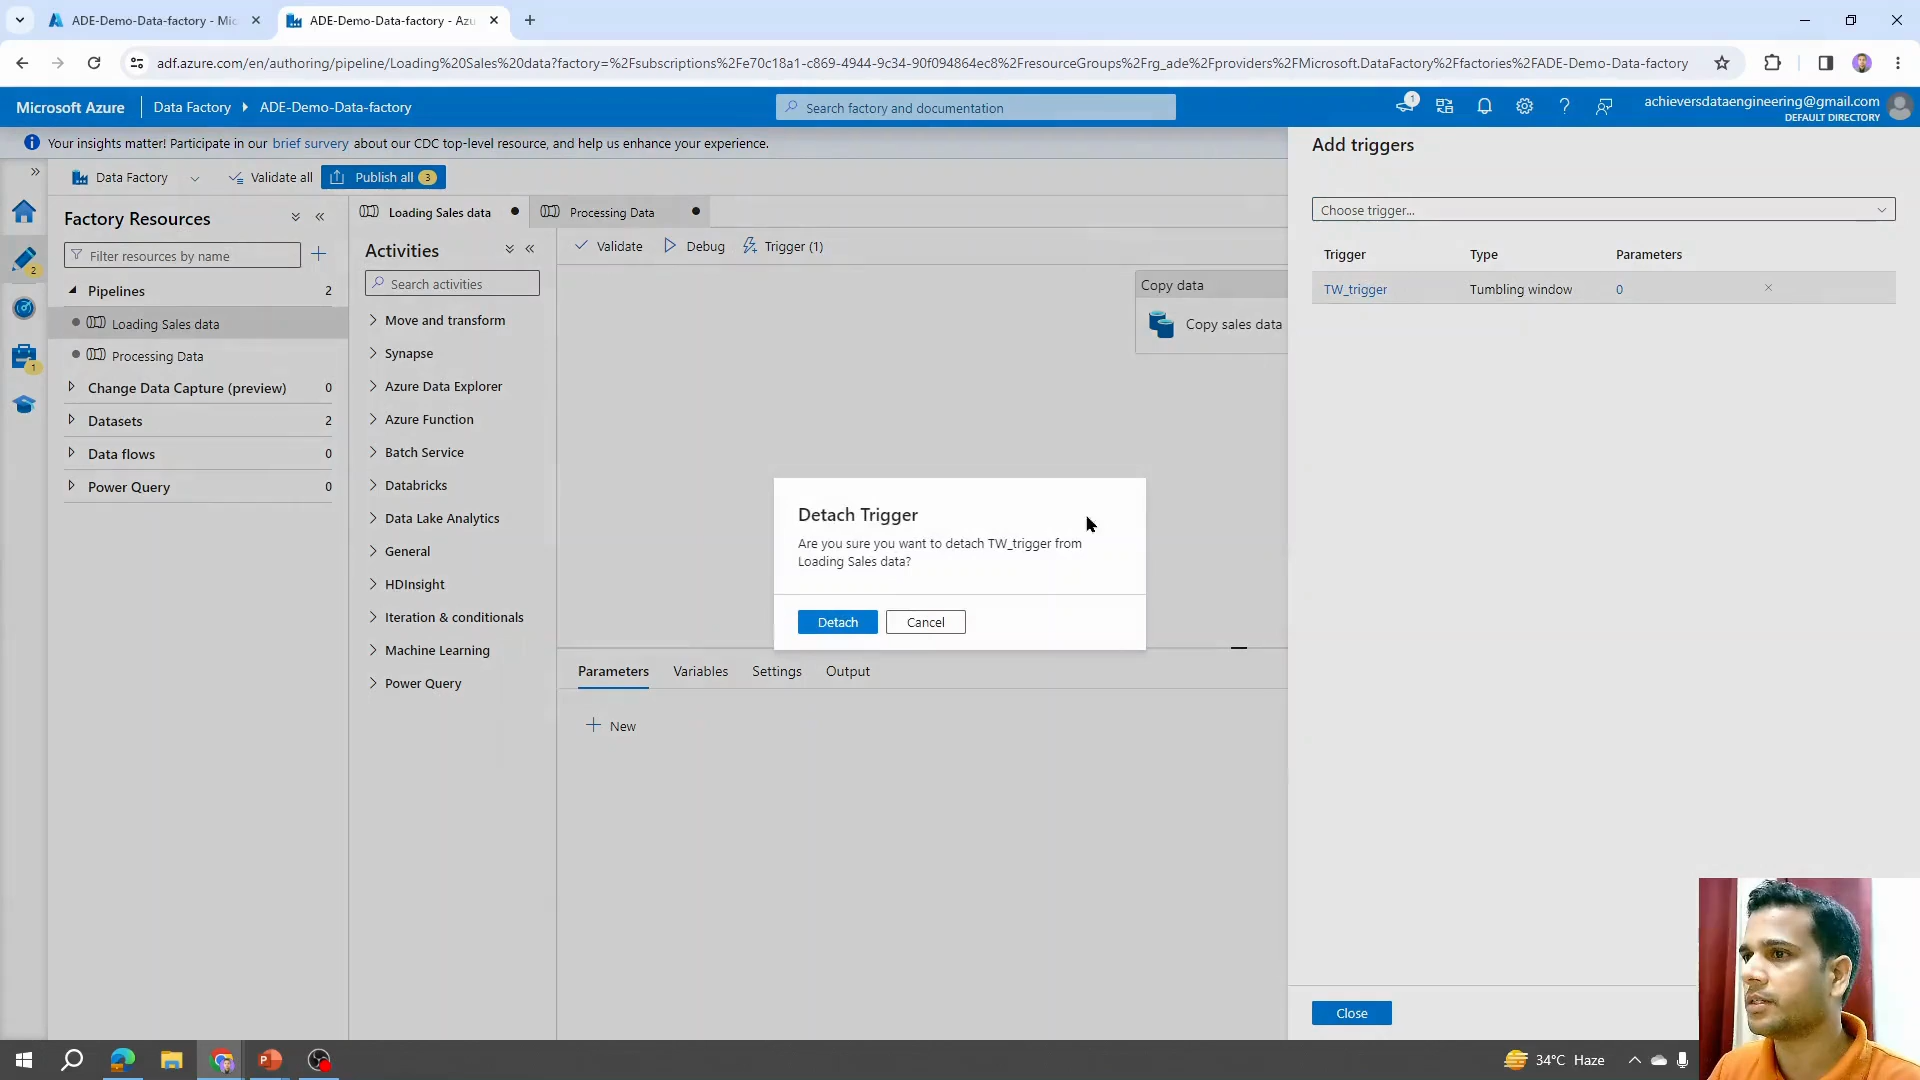 ADE-Demo-Data-factory - Mic
ADE-Demo-Data-factory - Azu
adf.azure.com/en/authoring/pipeline/Loading%20Sales%20data?factory=%2Fsubscriptions%2Fe70c18a1-c869-4944-9c34-90f094864ec8%2FresourceGroups%2Frg_ade%2Fproviders%2FMicrosoft.DataFactory%2Ffactories%2FADE-Demo-Data-factory
Microsoft Azure
Data Factory
ADE-Demo-Data-factory
Search factory and documentation
1
achieversdataengineering@gmail.com
DEFAULT DIRECTORY
Your insights matter! Participate in our brief survery about our CDC top-level resource, and help us enhance your experience.
Add triggers
Data Factory
Validate all
Publish all 3
Choose trigger...
Factory Resources
Loading Sales data
Processing Data
Filter resources by name
Activities
Validate
Debug
Trigger (1)
Trigger
Type
Parameters
2
Search activities
Copy data
TW_trigger
Tumbling window
0
Pipelines 2
Loading Sales data
Move and transform
Copy sales data
Processing Data
Synapse
1
Change Data Capture (preview) 0
Azure Data Explorer
Datasets 2
Azure Function
Data flows 0
Batch Service
Power Query 0
Databricks
Data Lake Analytics
General
HDInsight
Iteration & conditionals
Machine Learning
Power Query
Detach Trigger
Are you sure you want to detach TW_trigger from
Loading Sales data?
Detach
Cancel
Parameters
Variables
Settings
Output
New
Close
34°C Haze